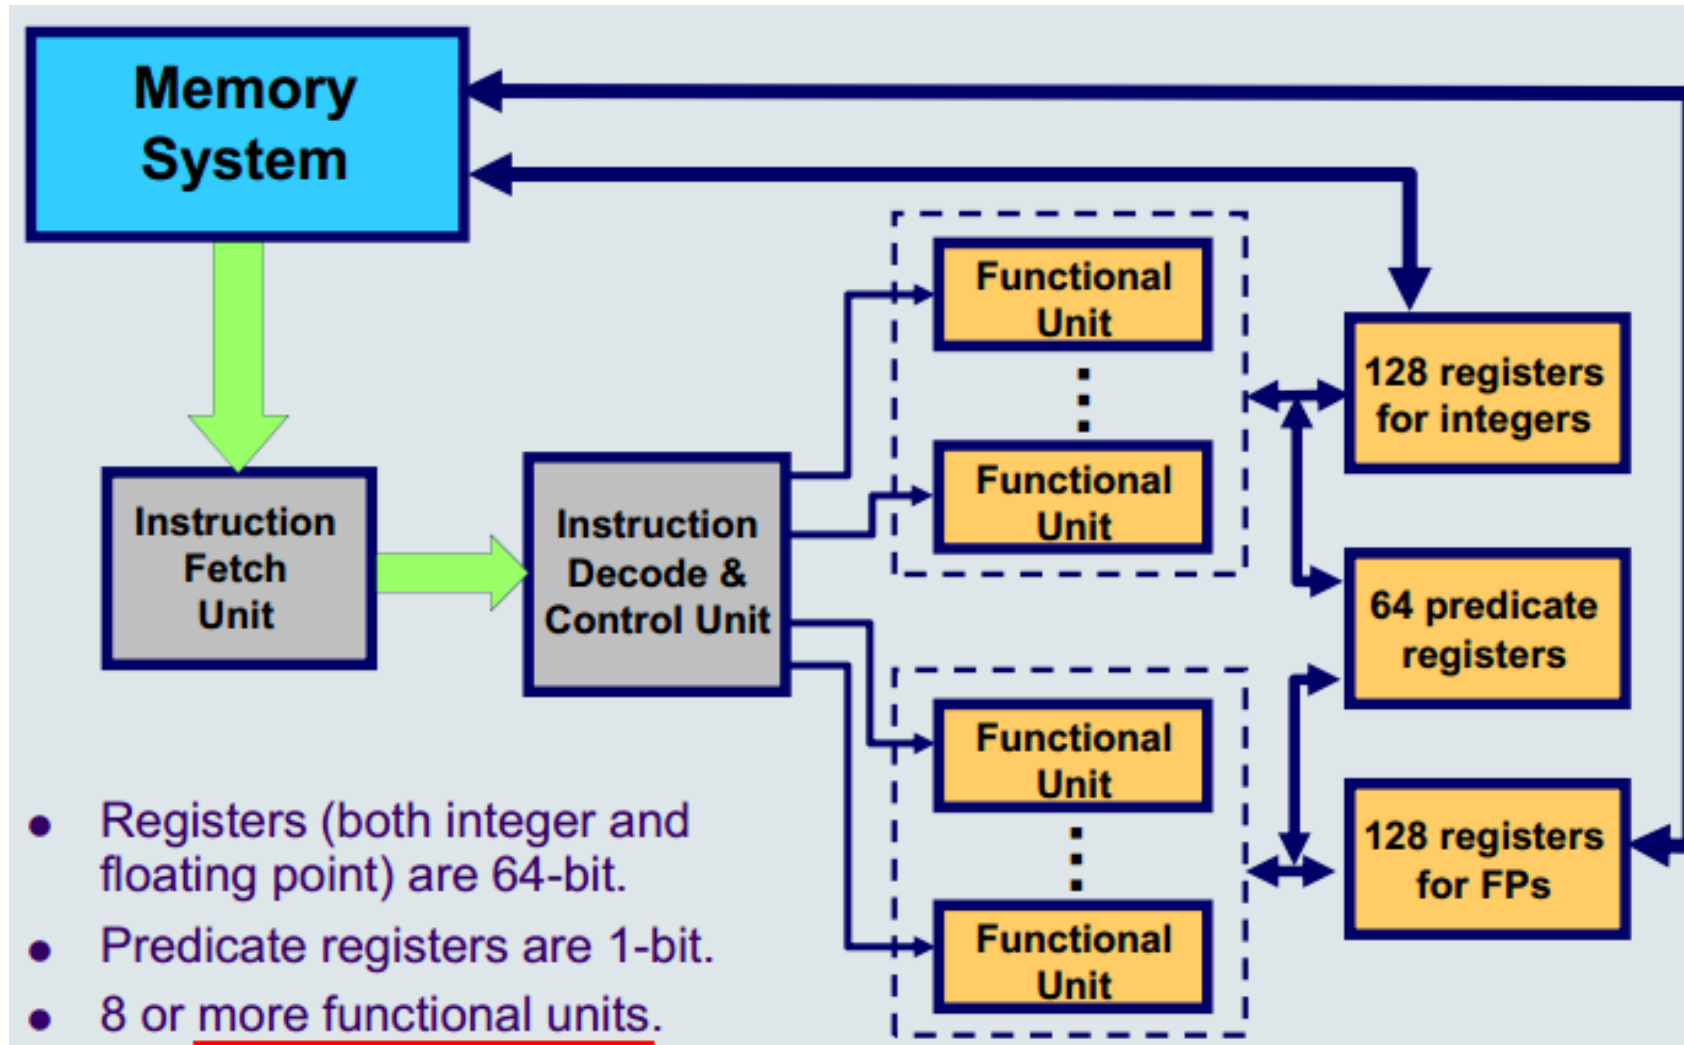 Memory
System
Functional
Unit
128 registers
for integers
Functional
Unit
Instruction
Fetch
Unit
Instruction
Decode &
Control Unit
64 predicate
registers
Functional
Unit
128 registers
for FPs
Functional
Unit
● Registers (both integer and
floating point) are 64-bit.
● Predicate registers are 1-bit.
● 8 or more functional units.